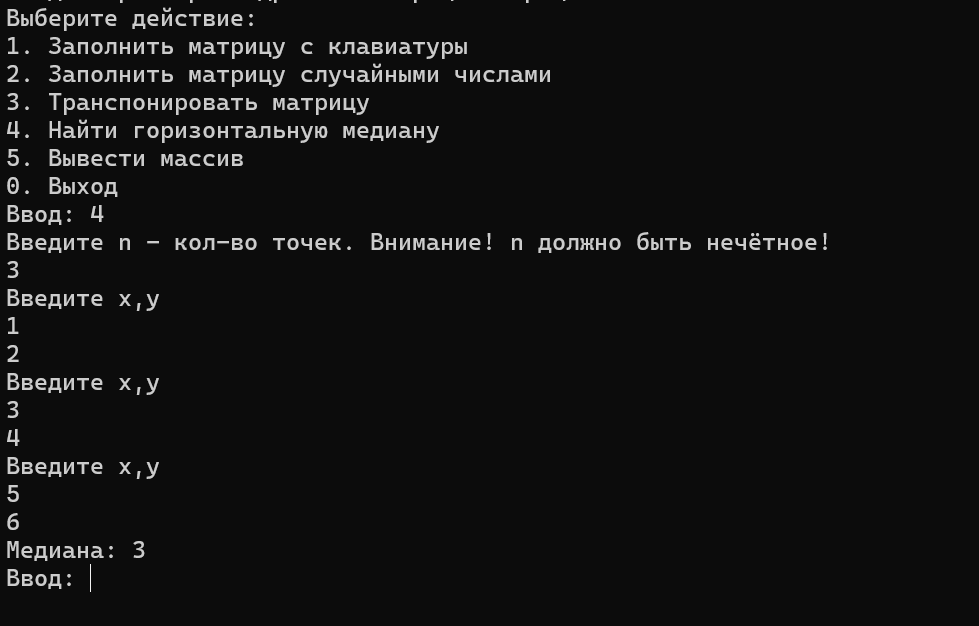 Выберите действие:
1. Заполнить матрицу с клавиатуры
2. Заполнить матрицу случайными числами
3. Транспонировать матрицу
4. Найти горизонтальную медиану
5. Вывести массив
0. Выход
Ввод: 4
Введите n - кол-во точек. Внимание! n должно быть нечётное!
3
Введите x,y
1
2
Введите x,y
3
4
Введите x,y
5
6
Медиана: 3
Ввод: